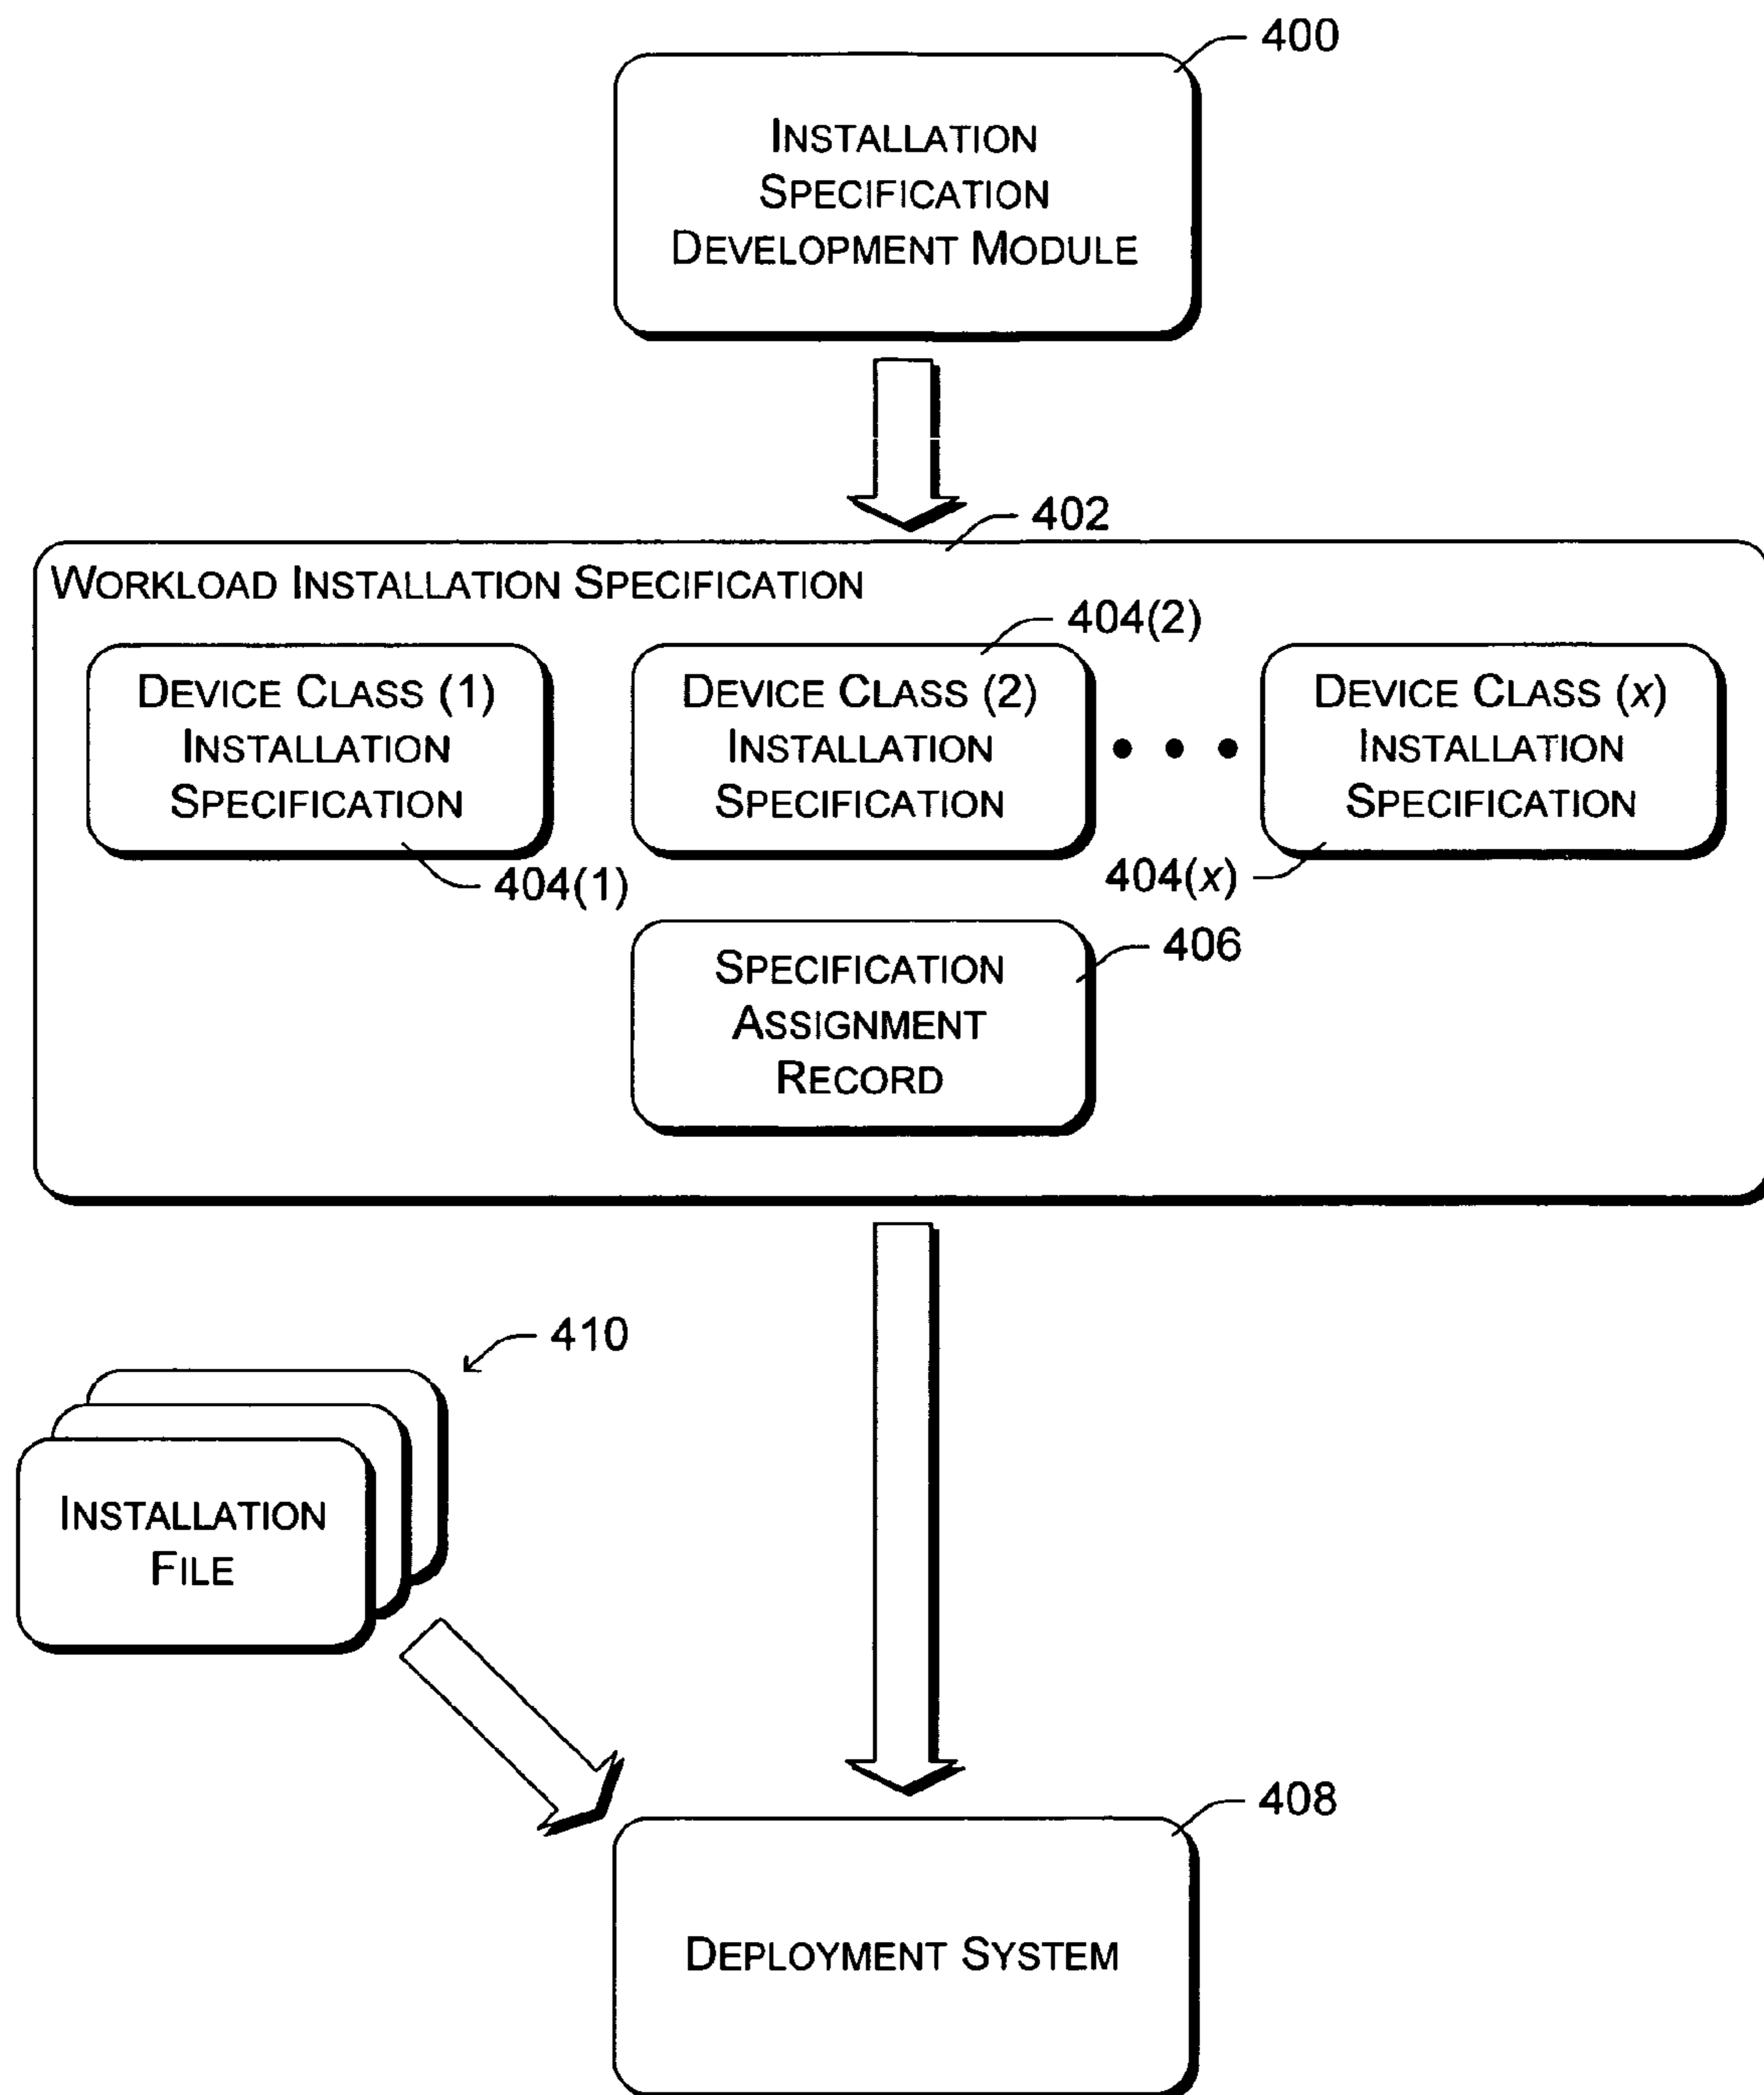 400
INSTALLATION
SPECIFICATION
DEVELOPMENT MODULE
402
WORKLOAD INSTALLATION SPECIFICATION
404(2)
DEVICE CLASS (1)
INSTALLATION
SPECIFICATION
DEVICE CLASS (2)
INSTALLATION
SPECIFICATION
DEVICE CLASS (x)
INSTALLATION
SPECIFICATION
404(1)
404(x)
406
SPECIFICATION
ASSIGNMENT
RECORD
410
INSTALLATION
FILE
408
DEPLOYMENT SYSTEM